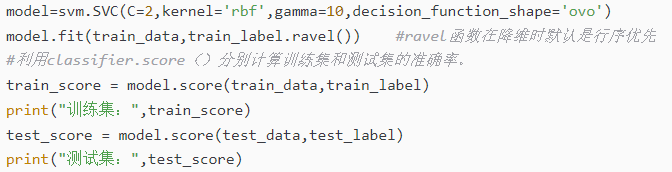 model=svm.SVC(C=2,kernel='rbf',gamma=10,decision_function_shape='ovo')
model.fit(train_data,train_label.ravel())    #ravel函数在降维时默认是行序优先
#利用classifier.score（）分别计算训练集和测试集的准确率。
train_score = model.score(train_data,train_label)
print("训练集：",train_score)
test_score = model.score(test_data,test_label)
print("测试集：",test_score)